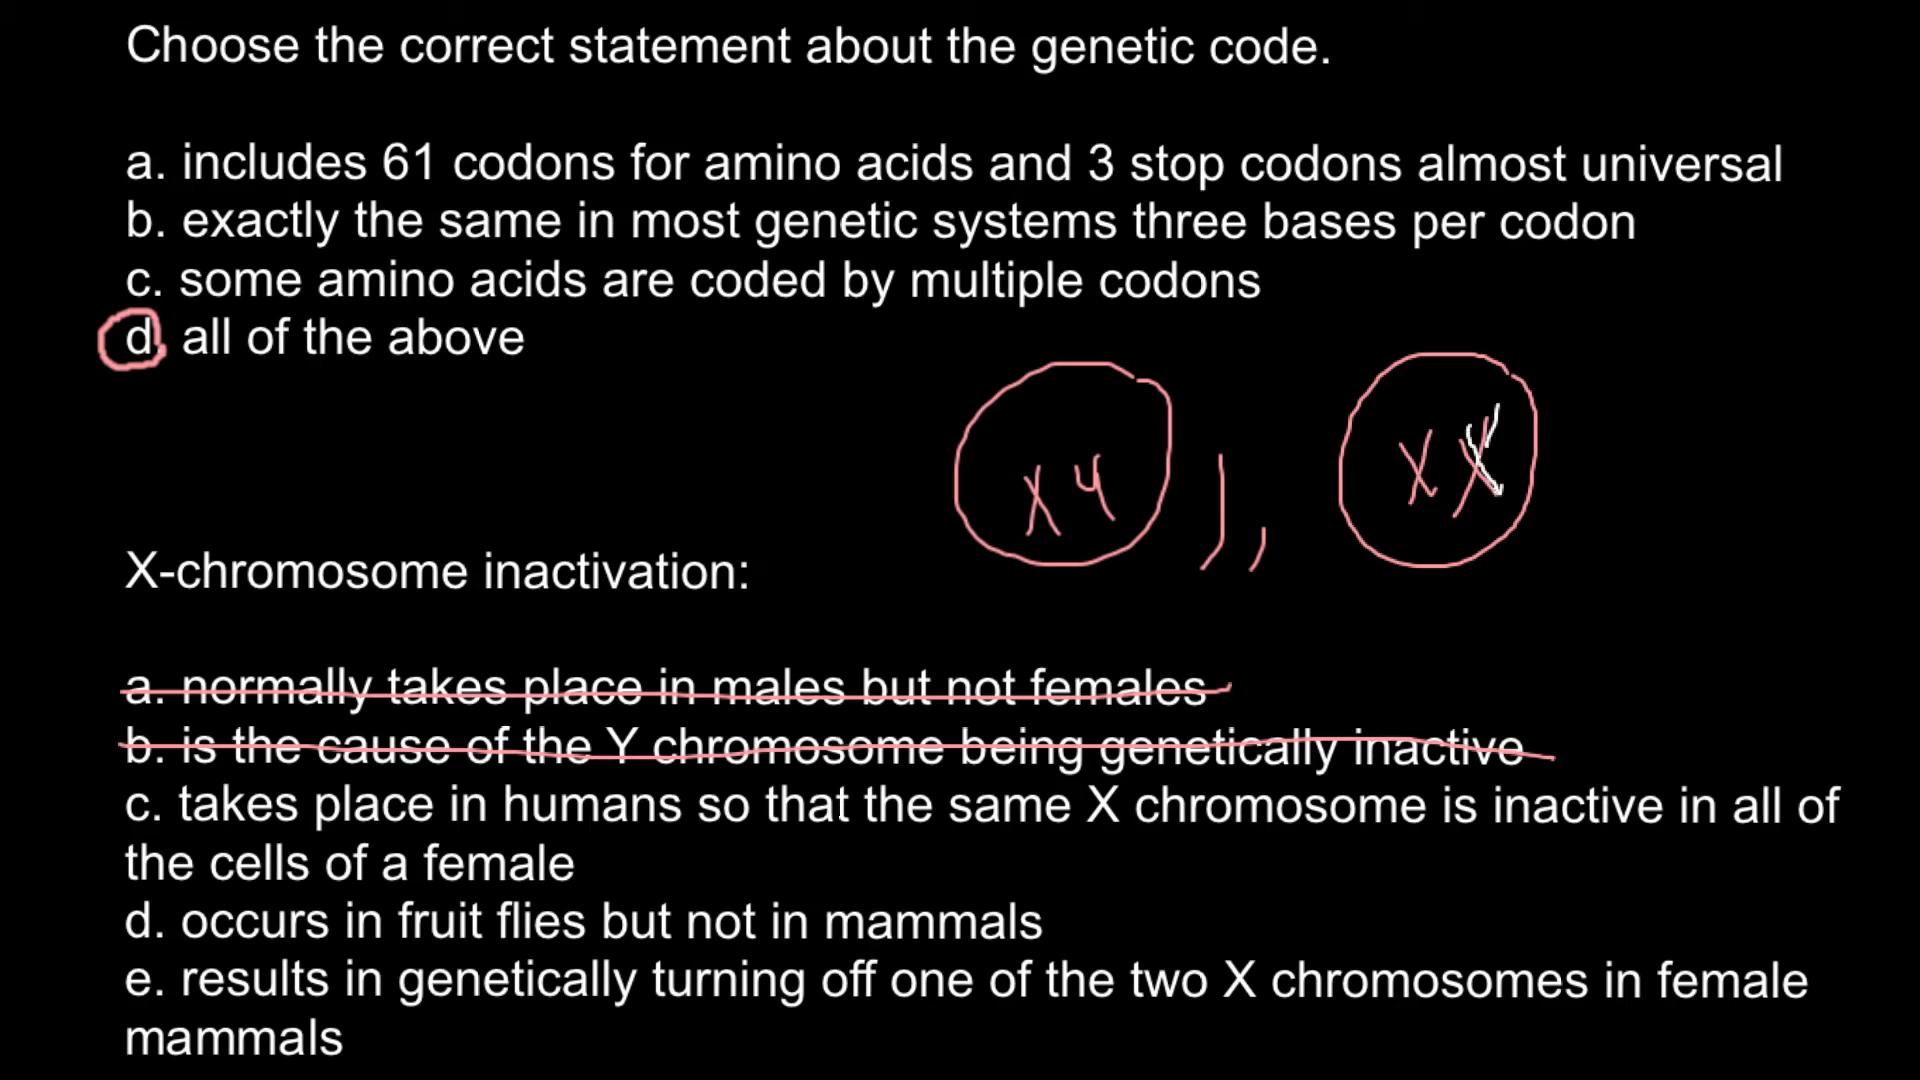 Choose the correct statement about the genetic code.
a. includes 61 codons for amino acids and 3 stop codons almost universal
b. exactly the same in most genetic systems three bases per codon
c. some amino acids are coded by multiple codons
d. all of the above
XY
XX
X-chromosome inactivation:
a. normally takes place in males but not females
b. is the cause of the Y chromosome being genetically inactive
c. takes place in humans so that the same X chromosome is inactive in all of
the cells of a female
d. occurs in fruit flies but not in mammals
e. results in genetically turning off one of the two X chromosomes in female
mammals